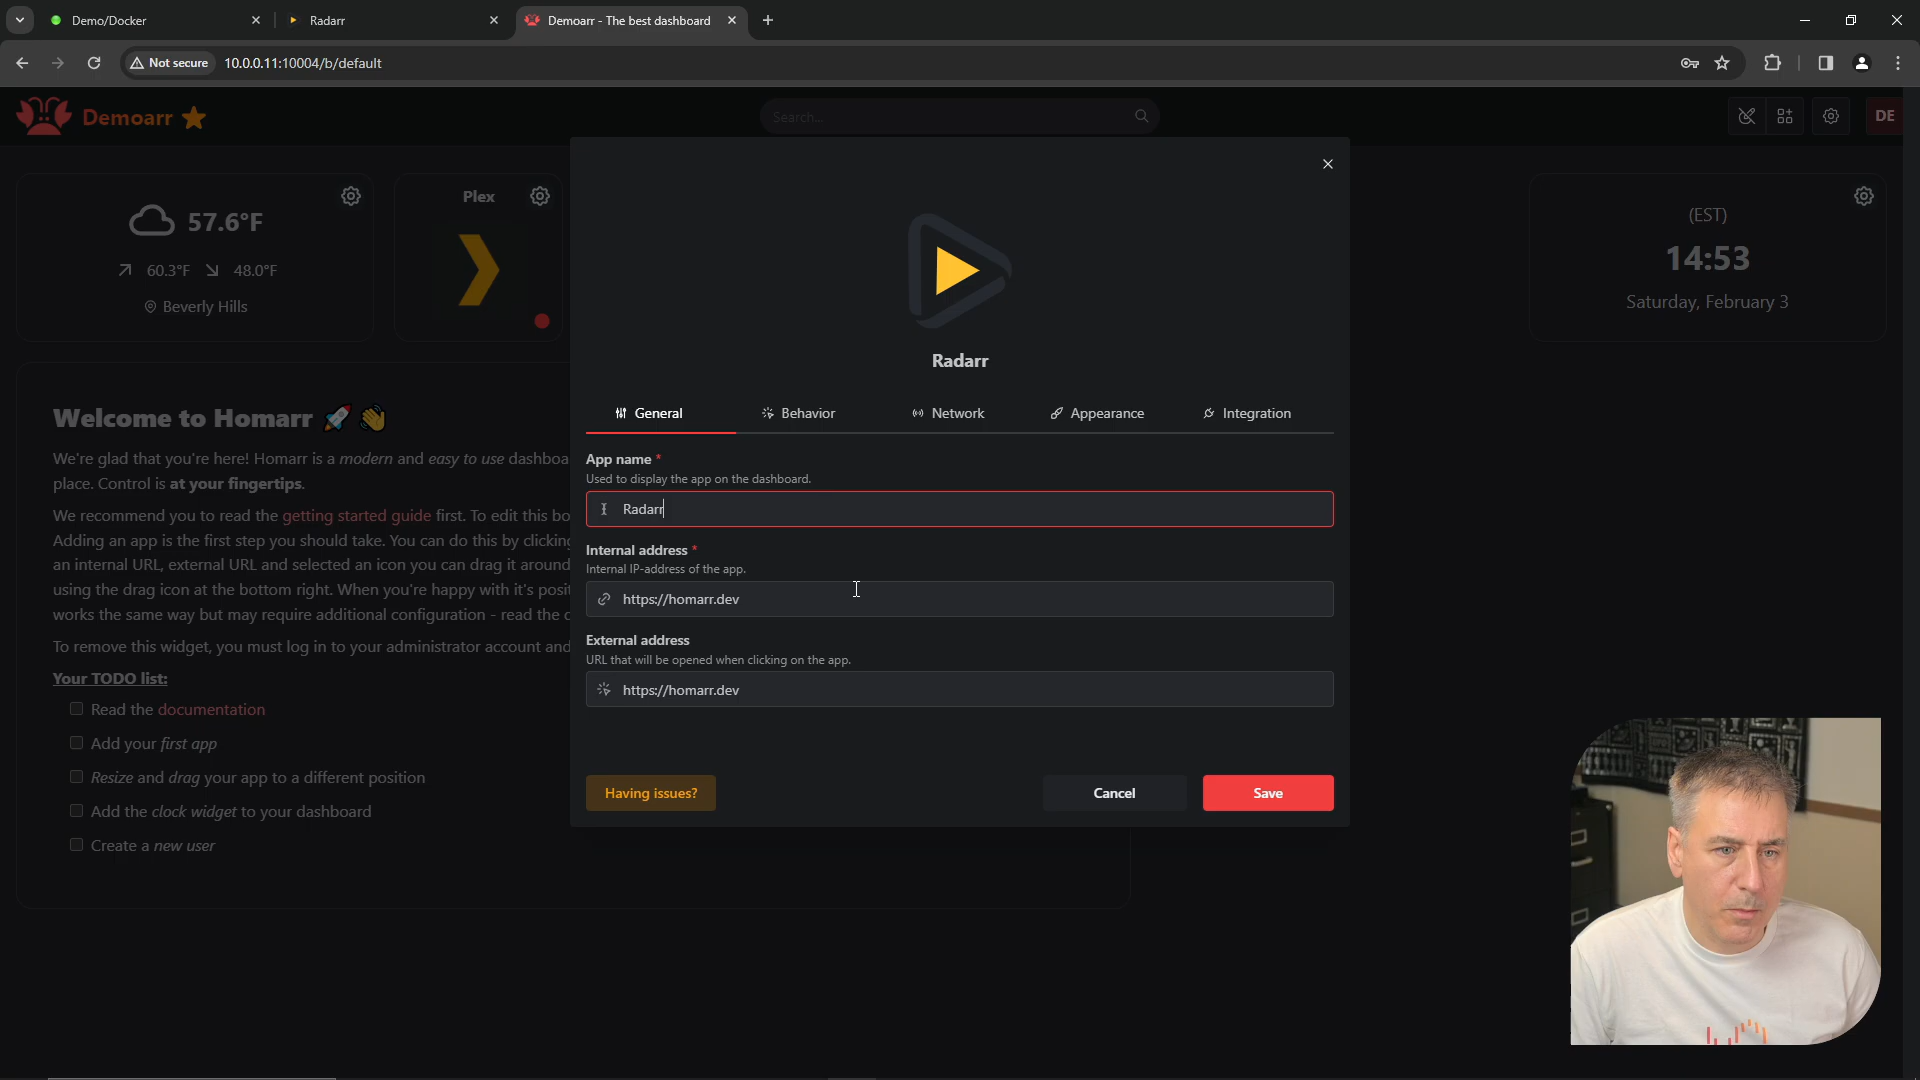 Demo/Docker
Radarr
Demoarr - The best dashboard
Not secure
10.0.0.11:10004/b/default
Demoarr
Search...
DE
57.6°F
60.3°F
48.0°F
Beverly Hills
Plex
(EST)
14:53
Saturday, February 3
Welcome to Homarr 🚀 👋
We're glad that you're here! Homarr is a modern and easy to use dashboa
place. Control is at your fingertips.
We recommend you to read the getting started guide first. To edit this bo
Adding an app is the first step you should take. You can do this by clicking
an internal URL, external URL and selected an icon you can drag it around
using the drag icon at the bottom right. When you're happy with it's posit
works the same way but may require additional configuration - read the d
To remove this widget, you must log in to your administrator account and
Your TODO list:
Read the documentation
Add your first app
Resize and drag your app to a different position
Add the clock widget to your dashboard
Create a new user
Radarr
General
Behavior
Network
Appearance
Integration
App name *
Used to display the app on the dashboard.
Radarr
Internal address *
Internal IP-address of the app.
https://homarr.dev
External address
URL that will be opened when clicking on the app.
https://homarr.dev
Having issues?
Cancel
Save